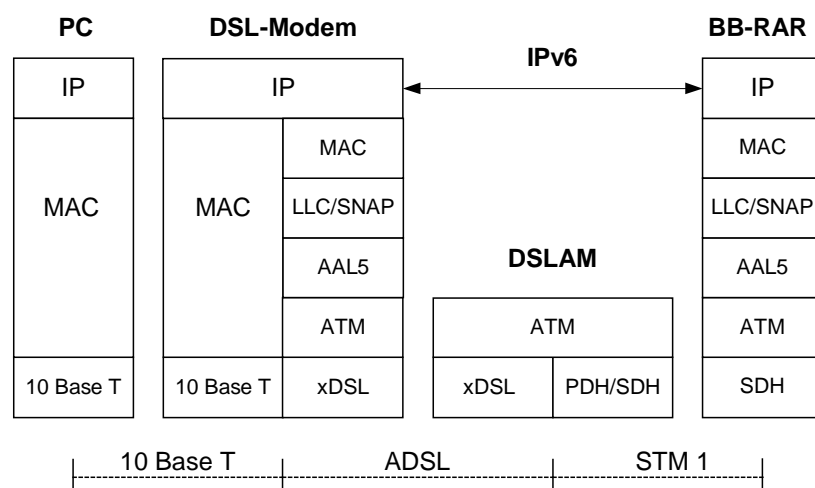 PC DSL-Modem BB-RAR
IPv6
IP IP IP
MAC MAC
MAC MAC LLC/SNAP LLC/SNAP
AAL5 DSLAM AAL5
ATM ATM ATM
10 Base T 10 Base T xDSL xDSL PDH/SDH SDH
10 Base T ADSL STM 1